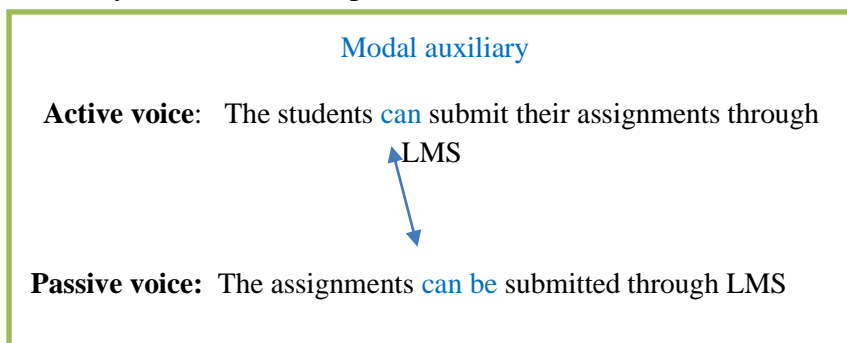 Modal auxiliary
Active voice: The students can submit their assignments through
LMS
Passive voice: The assignments can be submitted through LMS